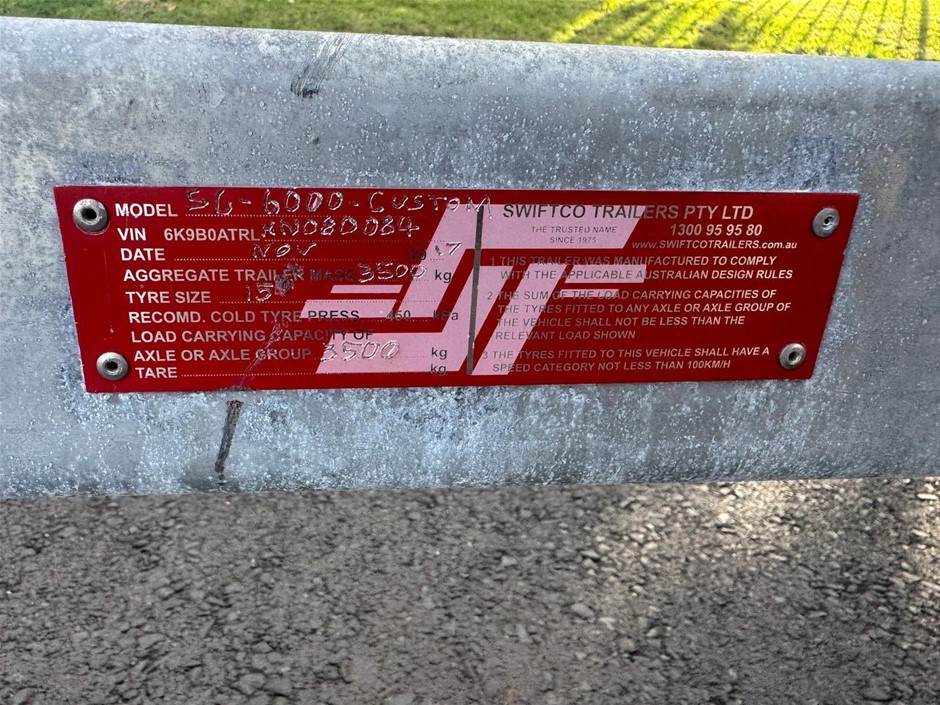 MODEL SG-6000-CUSTOM
VIN 6K9B0ATRL HN080084
DATE NOV 2017
AGGREGATE TRAILER MASS 3500 kg
TYRE SIZE 15"
RECOMD. COLD TYRE PRESS. 450 kPa
LOAD CARRYING CAPACITY OF
AXLE OR AXLE GROUP 3500 kg
TARE kg
SWIFTCO TRAILERS PTY LTD
THE TRUSTED NAME
SINCE 1975
1300 95 95 80
www.SWIFTCOTRAILERS.com.au
1 THIS TRAILER WAS MANUFACTURED TO COMPLY
WITH THE APPLICABLE AUSTRALIAN DESIGN RULES
2 THE SUM OF THE LOAD CARRYING CAPACITIES OF
THE TYRES FITTED TO ANY AXLE OR AXLE GROUP OF
THE VEHICLE SHALL NOT BE LESS THAN THE
RELEVANT LOAD SHOWN
3 THE TYRES FITTED TO THIS VEHICLE SHALL HAVE A
SPEED CATEGORY NOT LESS THAN 100KM/H